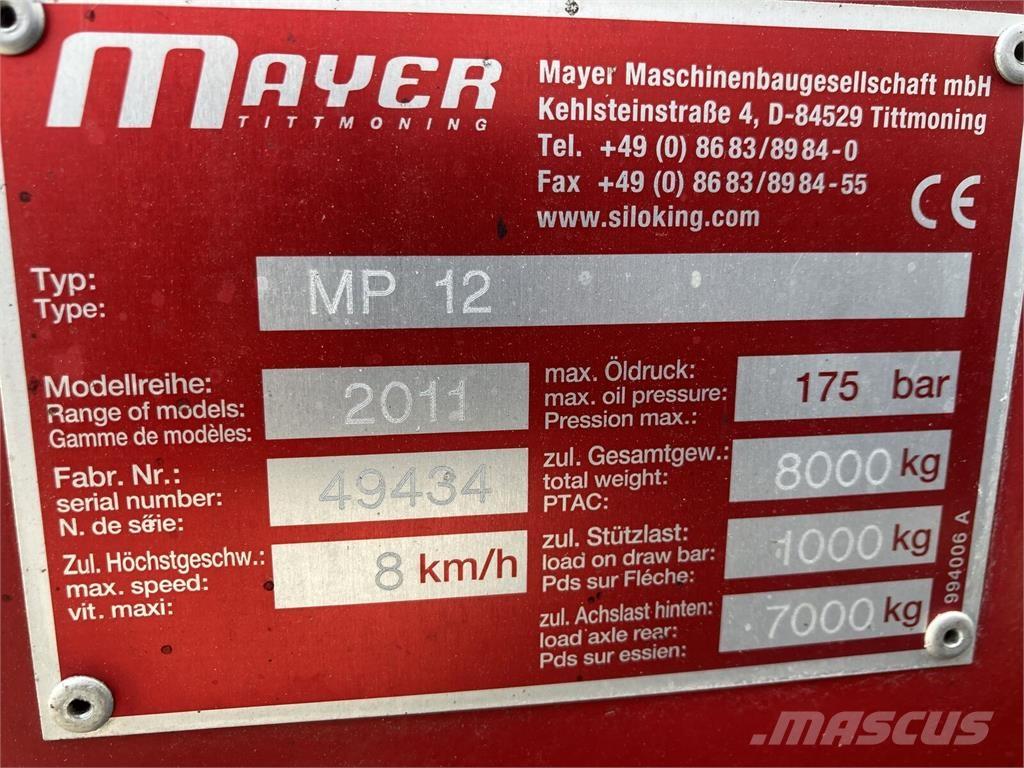 MAYER
TITTMONING
Mayer Maschinenbaugesellschaft mbH
Kehlsteinstraße 4, D-84529 Tittmoning
Tel. +49 (0) 86 83/89 84-0
Fax +49 (0) 86 83/89 84-55
www.siloking.com
CE
Typ:
Type:
MP 12
Modellreihe:
Range of models:
Gamme de modèles:
2011
max. Öldruck:
max. oil pressure:
Pression max.:
175 bar
Fabr. Nr.:
serial number:
N. de série:
49434
zul. Gesamtgew.:
total weight:
PTAC:
8000 kg
Zul. Höchstgeschw.:
max. speed:
vit. maxi:
8 km/h
zul. Stützlast:
load on draw bar:
Pds sur Fléche:
1000 kg
zul. Achslast hinten:
load axle rear:
Pds sur essien:
7000 kg
994006 A
MASCUS